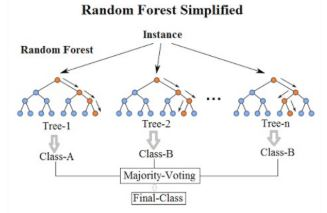 Random Forest Simplified
Instance
Random Forest
...
Tree-1 Tree-2 Tree-n
Class-A Class-B Class-B
Majority-Voting
Final-Class